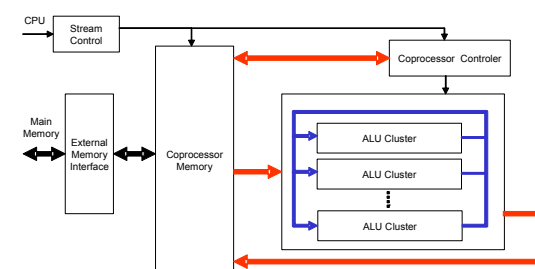 CPU
Stream
Control
Coprocessor Controler
Main
Memory
External
Memory
Interface
Coprocessor
Memory
ALU Cluster
ALU Cluster
ALU Cluster